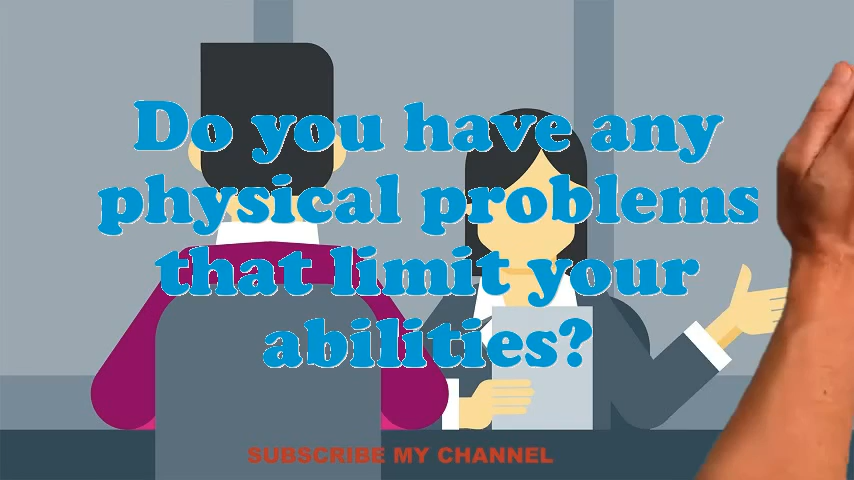 Do you have any
physical problems
that limit your
abilities?
SUBSCRIBE MY CHANNEL